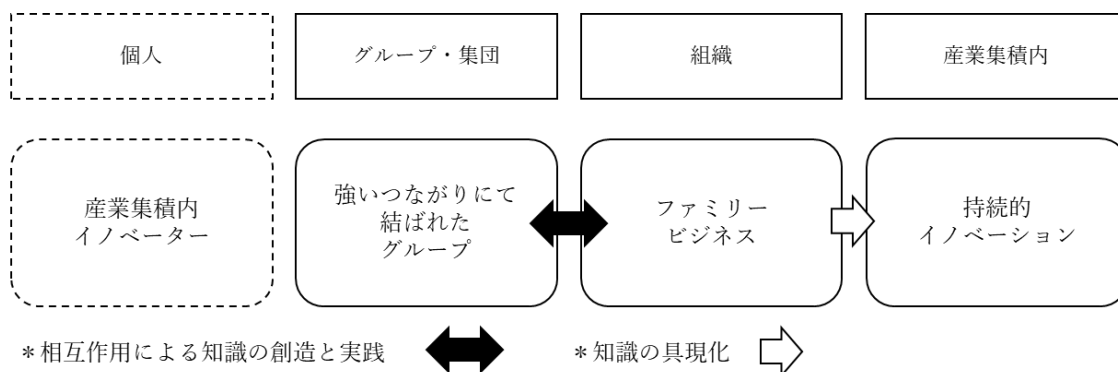 個人
グループ・集団
組織
産業集積内
産業集積内
イノベーター
強いつながりにて
結ばれた
グループ
ファミリー
ビジネス
持続的
イノベーション
＊相互作用による知識の創造と実践
＊知識の具現化